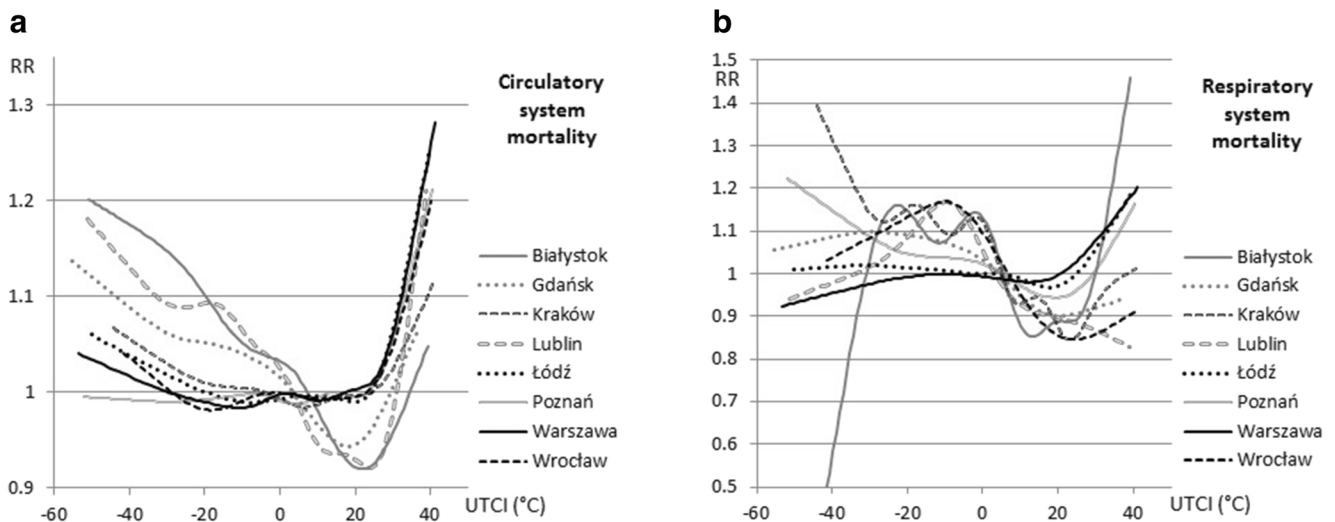 a
RR
1.3
1.2
1.1
1
0.9
-60
-40
-20
0
20
40
UTCI (°C)
Circulatory
system
mortality
Białystok
Gdańsk
Kraków
Lublin
Łódź
Poznań
Warszawa
Wrocław
b
1.5
RR
1.4
1.3
1.2
1.1
1
0.9
0.8
0.7
0.6
0.5
-60
-40
-20
0
20
40
UTCI (°C)
Respiratory
system
mortality
Białystok
Gdańsk
Kraków
Lublin
Łódź
Poznań
Warszawa
Wrocław